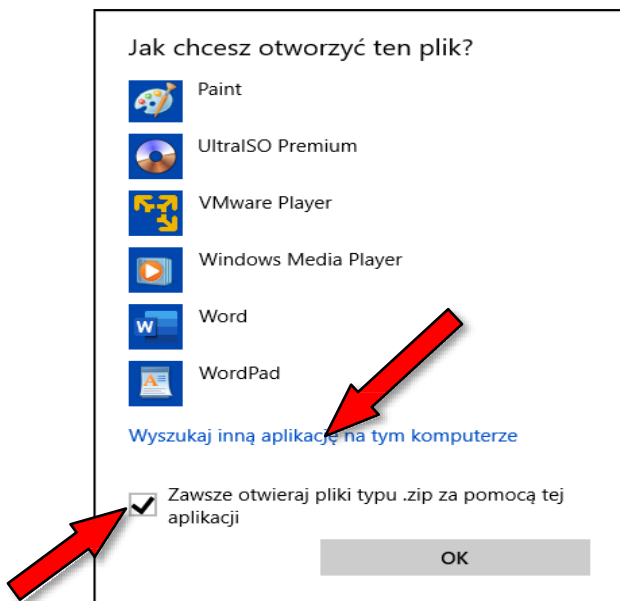 Jak chcesz otworzyć ten plik?
Paint
UltraISO Premium
VMware Player
Windows Media Player
Word
WordPad
Wyszukaj inną aplikację na tym komputerze
Zawsze otwieraj pliki typu .zip za pomocą tej
aplikacji
OK